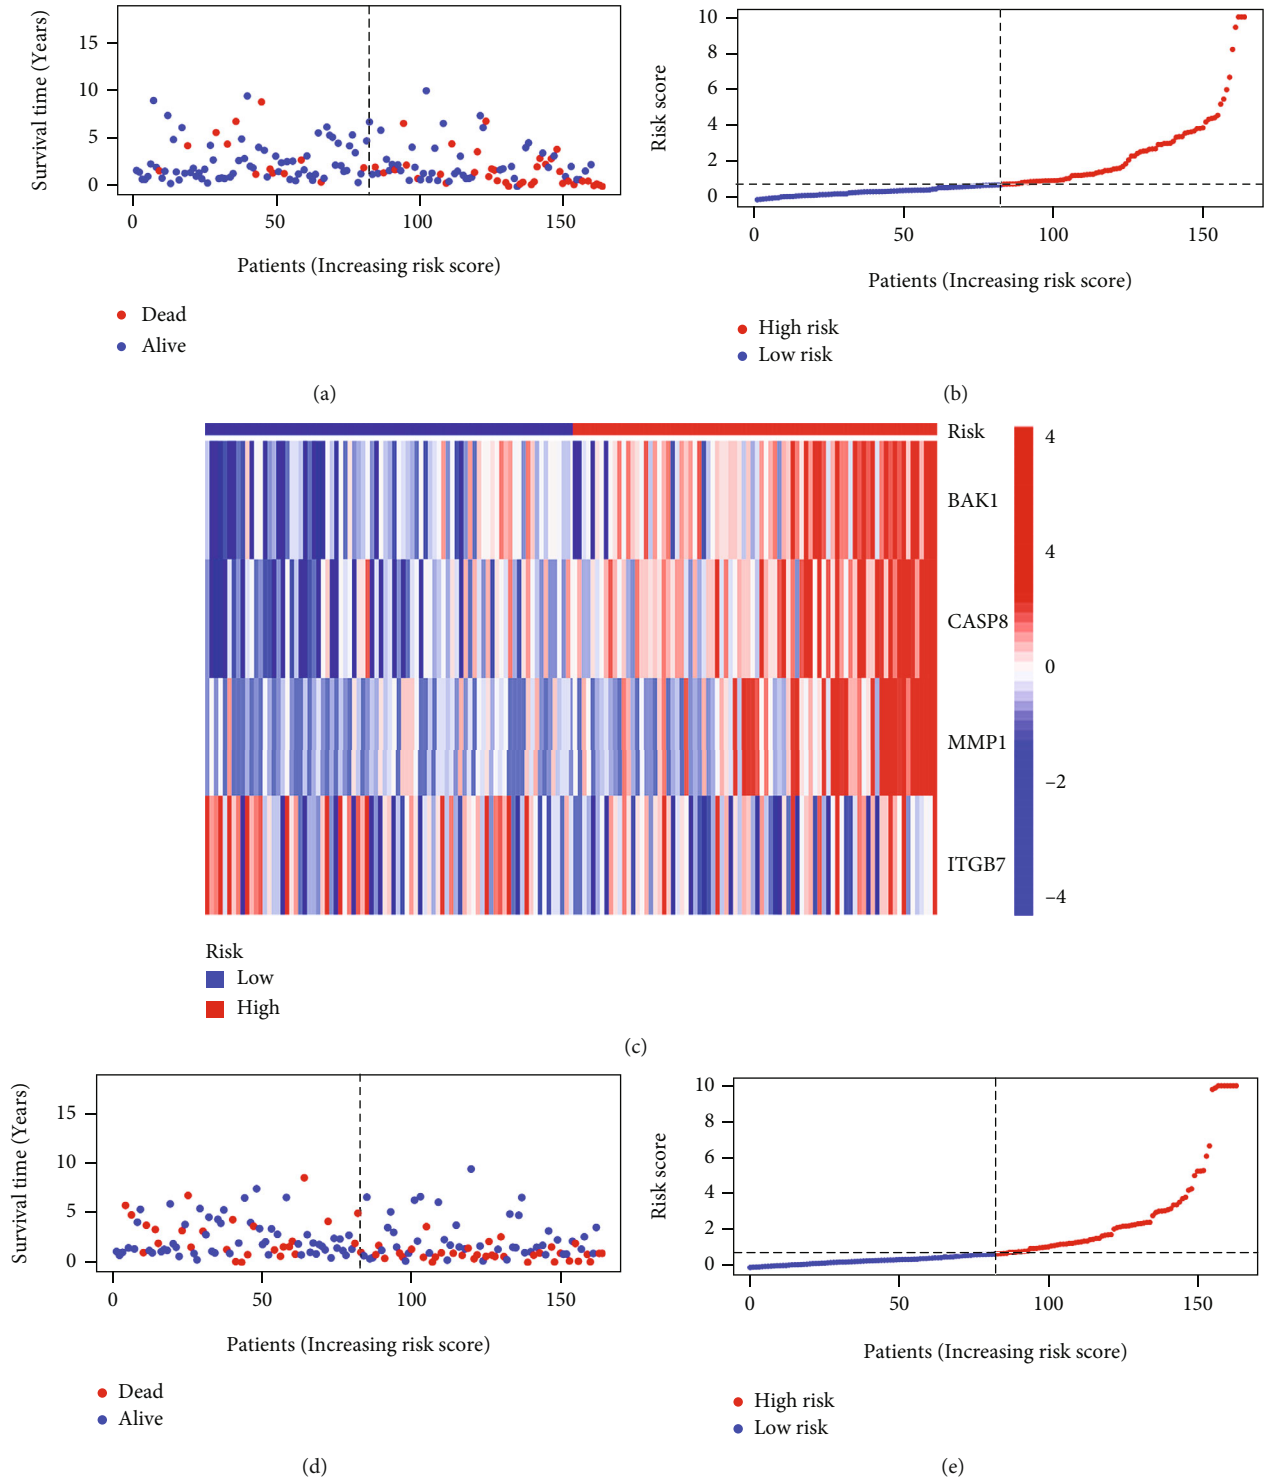 Survival time (Years)
15
10
5
0
0
50
100
150
Patients (Increasing risk score)
Dead
Alive
(a)
Risk score
10
8
6
4
2
0
0
50
100
150
Patients (Increasing risk score)
High risk
Low risk
(b)
Risk
BAK1
CASP8
MMP1
ITGB7
4
4
0
−2
−4
Risk
Low
High
(c)
Survival time (Years)
15
10
5
0
0
50
100
150
Patients (Increasing risk score)
Dead
Alive
(d)
Risk score
10
8
6
4
2
0
0
50
100
150
Patients (Increasing risk score)
High risk
Low risk
(e)